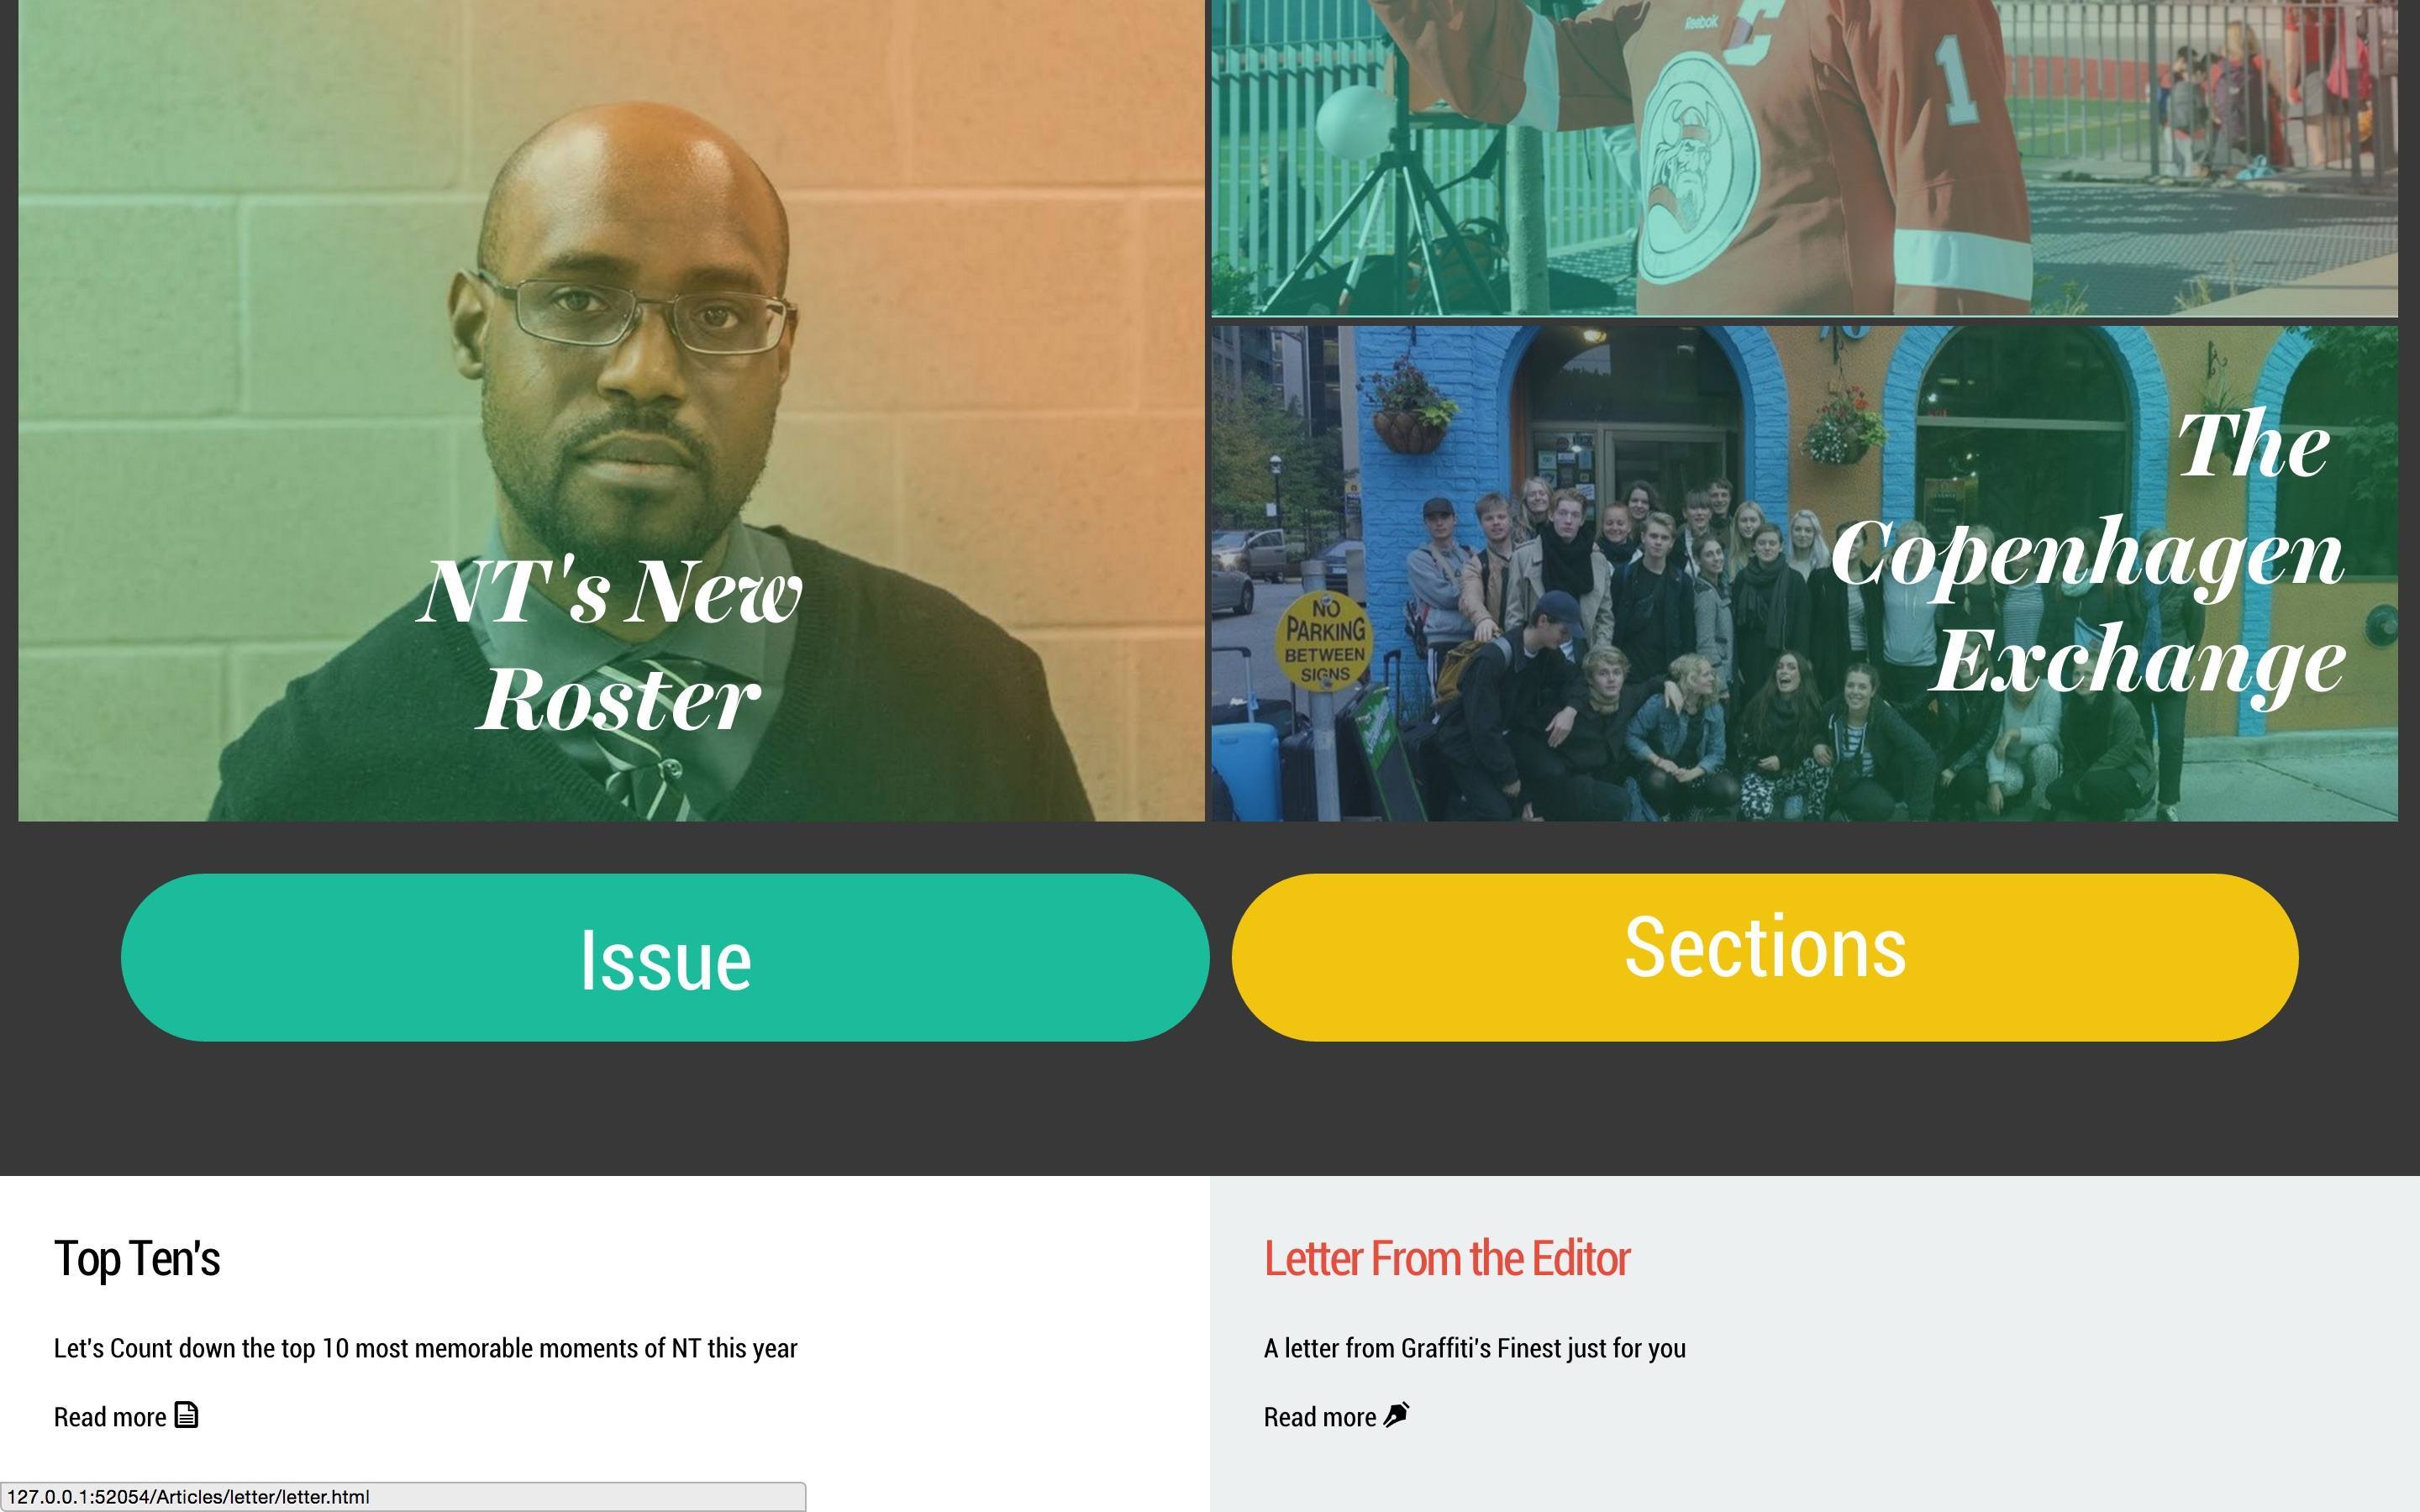 Reebok
C
1
NT's New
Roster
NO
PARKING
BETWEEN
SIGNS
The
Copenhagen
Exchange
Issue
Sections
Top Ten's
Let's Count down the top 10 most memorable moments of NT this year
Read more
Letter From the Editor
A letter from Graffiti's Finest just for you
Read more
127.0.0.1:52054/Articles/letter/letter.html